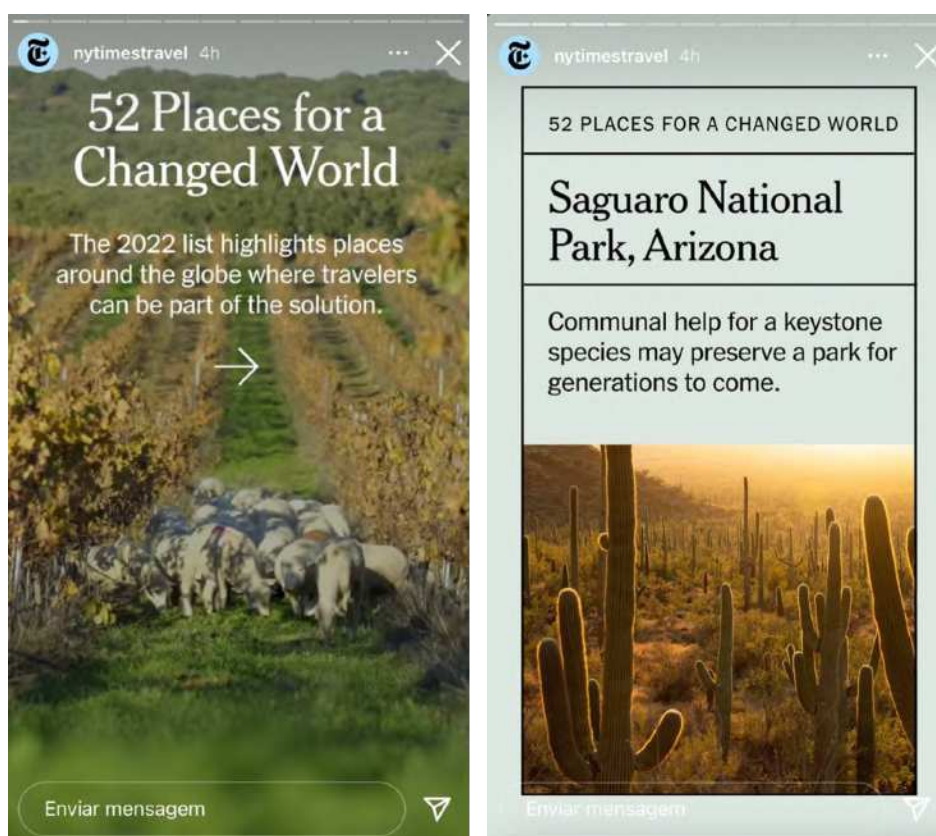 nytimestravel 4h
52 Places for a
Changed World
The 2022 list highlights places
around the globe where travelers
can be part of the solution.
Enviar mensagem
nytimestravel 4h
52 PLACES FOR A CHANGED WORLD
Saguaro National
Park, Arizona
Communal help for a keystone
species may preserve a park for
generations to come.
Enviar mensagem